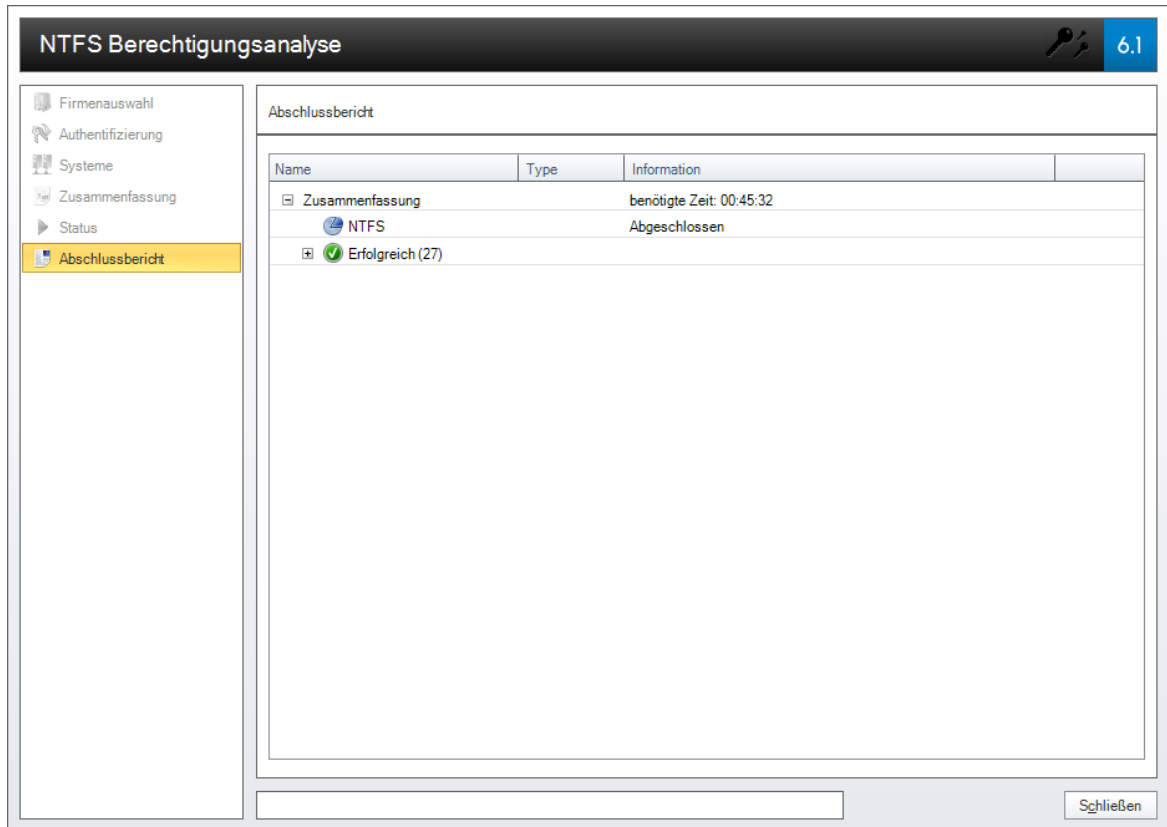 NTFS Berechtigungsanalyse
6.1
Firmenauswahl
Authentifizierung
Systeme
Zusammenfassung
Status
Abschlussbericht
Abschlussbericht
Name Type Information
Zusammenfassung benötigte Zeit: 00:45:32
NTFS Abgeschlossen
Erfolgreich (27)
Schließen